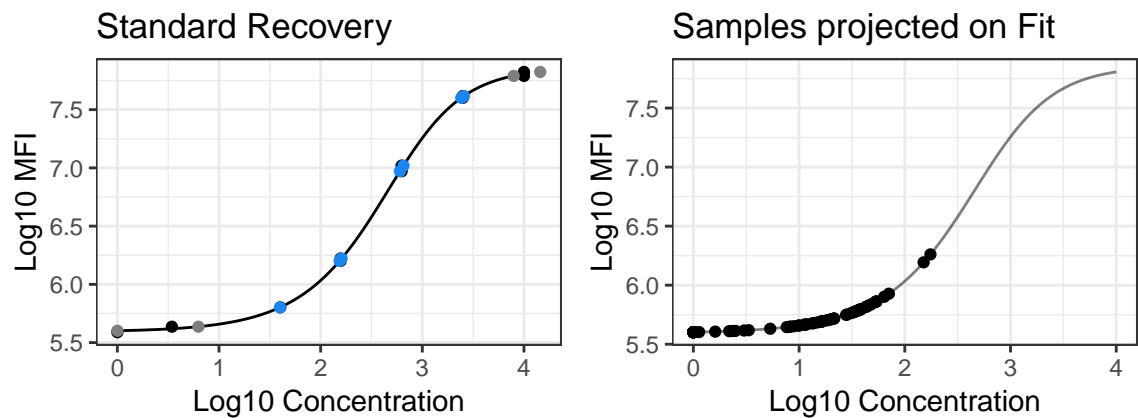 Standard Recovery
Log10 MFI
7.5
7.0
6.5
6.0
5.5
0 1 2 3 4
Log10 Concentration
Samples projected on Fit
Log10 MFI
7.5
7.0
6.5
6.0
5.5
0 1 2 3 4
Log10 Concentration